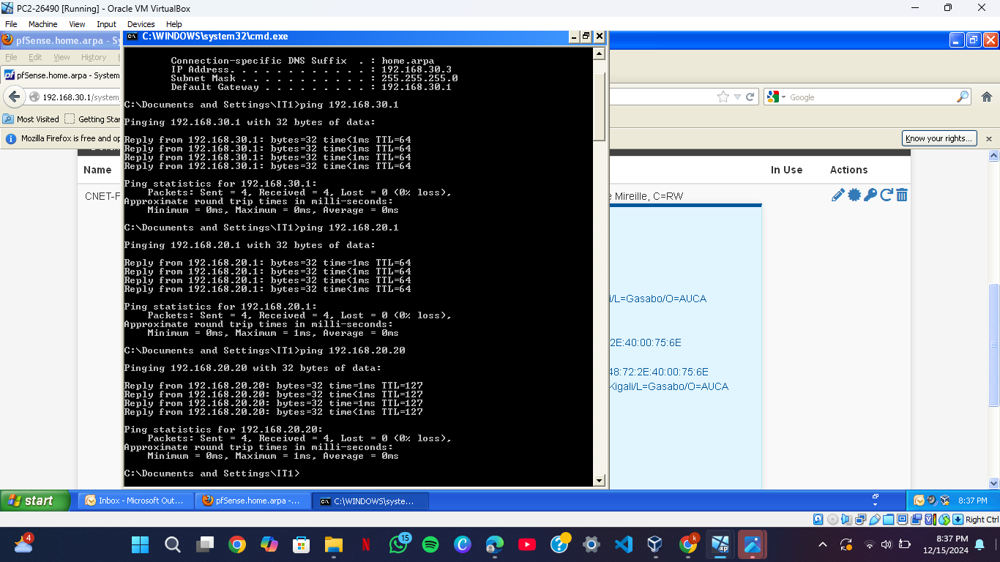 PC2-26490 [Running] - Oracle VM VirtualBox
File Machine View Input Devices Help
pfSense.home.arpa - Sy
C:\WINDOWS\system32\cmd.exe
File Edit View History
pfSense.home.arpa - System
192.168.30.1/system_
Google
Most Visited Getting Star
Mozilla Firefox is free and op
Know your rights...
Name In Use Actions
CNET-F
e Mireille, C=RW
i/L=Gasabo/O=AUCA
2E:40:00:75:6E
48:72:2E:40:00:75:6E
Kigali/L=Gasabo/O=AUCA
Connection-specific DNS Suffix . : home.arpa
IP Address. . . . . . . . . . . . : 192.168.30.3
Subnet Mask . . . . . . . . . . . : 255.255.255.0
Default Gateway . . . . . . . . . : 192.168.30.1
C:\Documents and Settings\IT1>ping 192.168.30.1
Pinging 192.168.30.1 with 32 bytes of data:
Reply from 192.168.30.1: bytes=32 time<1ms TTL=64
Reply from 192.168.30.1: bytes=32 time<1ms TTL=64
Reply from 192.168.30.1: bytes=32 time<1ms TTL=64
Reply from 192.168.30.1: bytes=32 time<1ms TTL=64
Ping statistics for 192.168.30.1:
Packets: Sent = 4, Received = 4, Lost = 0 (0% loss),
Approximate round trip times in milli-seconds:
Minimum = 0ms, Maximum = 0ms, Average = 0ms
C:\Documents and Settings\IT1>ping 192.168.20.1
Pinging 192.168.20.1 with 32 bytes of data:
Reply from 192.168.20.1: bytes=32 time=1ms TTL=64
Reply from 192.168.20.1: bytes=32 time<1ms TTL=64
Reply from 192.168.20.1: bytes=32 time<1ms TTL=64
Reply from 192.168.20.1: bytes=32 time<1ms TTL=64
Ping statistics for 192.168.20.1:
Packets: Sent = 4, Received = 4, Lost = 0 (0% loss),
Approximate round trip times in milli-seconds:
Minimum = 0ms, Maximum = 1ms, Average = 0ms
C:\Documents and Settings\IT1>ping 192.168.20.20
Pinging 192.168.20.20 with 32 bytes of data:
Reply from 192.168.20.20: bytes=32 time=1ms TTL=127
Reply from 192.168.20.20: bytes=32 time<1ms TTL=127
Reply from 192.168.20.20: bytes=32 time=1ms TTL=127
Reply from 192.168.20.20: bytes=32 time<1ms TTL=127
Ping statistics for 192.168.20.20:
Packets: Sent = 4, Received = 4, Lost = 0 (0% loss),
Approximate round trip times in milli-seconds:
Minimum = 0ms, Maximum = 1ms, Average = 0ms
C:\Documents and Settings\IT1>
start Inbox - Microsoft Out... pfSense.home.arpa -... C:\WINDOWS\syste... 8:37 PM
Right Ctrl
4 15 k 8:37 PM
12/15/2024